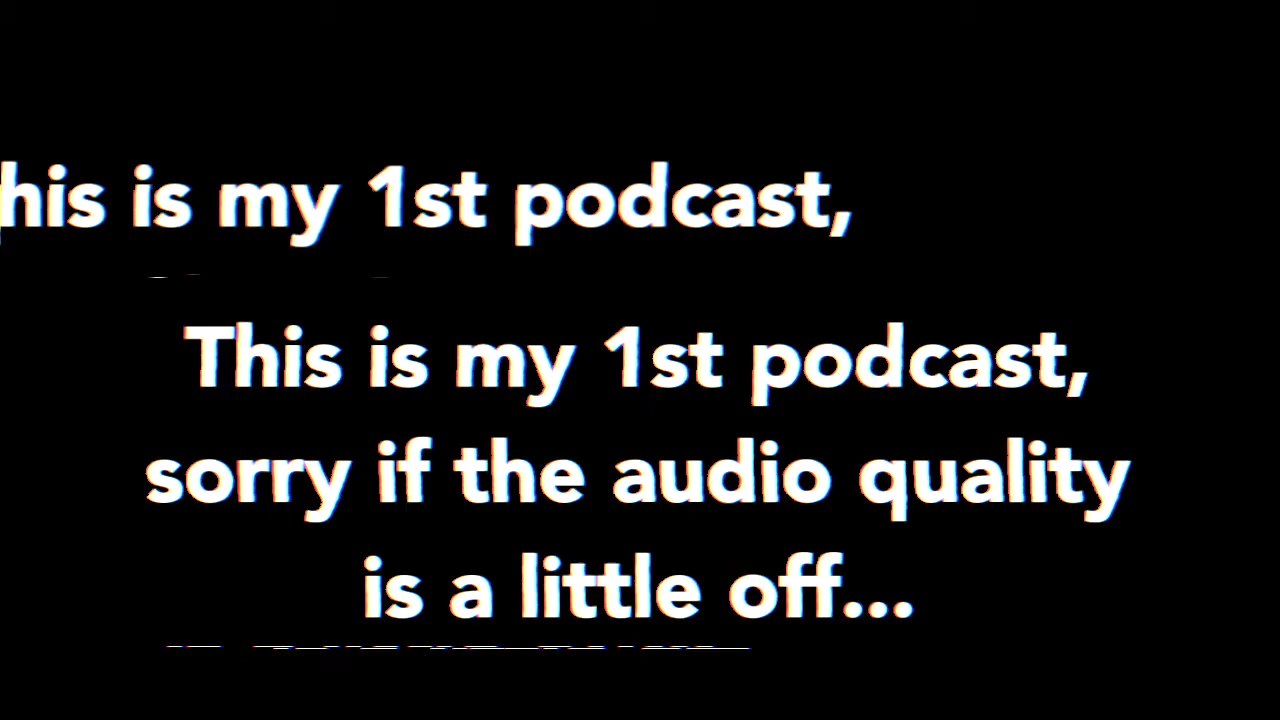 his is my 1st podcast,
This is my 1st podcast,
sorry if the audio quality
is a little off...